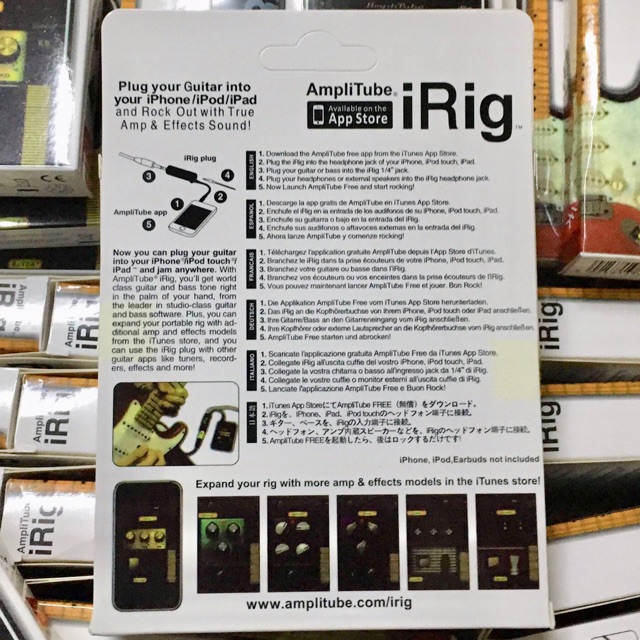 Plug your Guitar into
your iPhone/iPod/iPad
and Rock Out with True
Amp & Effects Sound!
AmpliTube®
Available on the
App Store
iRig™
iRig plug
3
4
2
1
AmpliTube app
5
Now you can plug your guitar
into your iPhone®/iPod touch®/
iPad™ and jam anywhere. With
AmpliTube® iRig, you'll get world
class guitar and bass tone right
in the palm of your hand, from
the leader in studio-class guitar
and bass software. Plus, you can
expand your portable rig with ad-
ditional amp and effects models
from the iTunes store, and you
can use the iRig plug with other
guitar apps like tuners, record-
ers, effects and more!
ENGLISH
1. Download the AmpliTube free app from the iTunes App Store.
2. Plug the iRig into the headphone jack of your iPhone, iPod touch, iPad.
3. Plug your guitar or bass into the iRig 1/4" jack.
4. Plug your headphones or external speakers into the iRig headphone jack.
5. Now Launch AmpliTube Free and start rocking!
ESPANOL
1. Descarge la app gratis de AmpliTube en iTunes App Store.
2. Enchufe el iRig en la entrada de los audifonos de su iPhone, iPod touch, iPad.
3. Enchufe su guitarra o bajo en la entrada del iRig.
4. Enchufe sus audifonos o altavoces externas en la entrada del iRig.
5. Ahora lanze AmpliTube y comenze rocking!
FRANCAIS
1. Téléchargez l'application gratuite AmpliTube depuis l'App Store d'iTunes.
2. Branchez le iRig dans la prise écouteurs de votre iPhone, iPod touch, iPad.
3. Branchez votre guitare ou basse dans l'iRig.
4. Branchez vos écouteurs ou vos enceintes dans la prise écouteurs de l'iRig.
5. Vous pouvez maintenant lancer AmpliTube Free et jouer. Bon Rock!
DEUTSCH
1. Die Applikation AmpliTube Free vom iTunes App Store herunterladen.
2. Das iRig an der Kopfhörerbuchse von Ihrem iPhone, iPod touch oder iPad anschließen.
3. Ihre Gitarre/Bass an den Gitarreneingang vom iRig anschließen.
4. Ihre Kopfhörer oder externe Lautsprecher an die Kopfhörerbuchse vom iRig anschließen.
5. AmpliTube Free starten und abrocken!
ITALIANO
1. Scaricate l'applicazione gratuita AmpliTube Free da iTunes App Store.
2. Collegate iRig all'uscita cuffie del vostro iPhone, iPod touch, iPad.
3. Collegate la vostra chitarra o basso all'ingresso jack da 1/4" di iRig.
4. Collegate le vostre cuffie o monitor esterni all'uscita cuffie di iRig.
5. Lanciate l'applicazione AmpliTube Free e Buon Rock!
日本語
1. iTunes App StoreにてAmpliTube FREE（無償）をダウンロード。
2. iRigを、iPhone、iPad、iPod touchのヘッドフォン端子に接続。
3. ギター、ベースを、iRigの入力端子に接続。
4. ヘッドフォン、アンプ内蔵スピーカーなどを、iRigのヘッドフォン端子に接続。
5. AmpliTube FREEを起動したら、後はロックするだけです!
iPhone, iPod,Earbuds not included
Expand your rig with more amp & effects models in the iTunes store!
www.amplitube.com/irig
AmpliTube
iRig
AmpliTube
iRig
AmpliTube
iRig